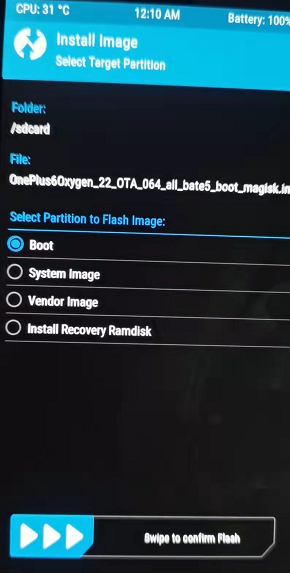 CPU: 31 °C 12:10 AM Battery: 100%
Install Image
Select Target Partition
Folder:
/sdcard
File:
OnePlus6Oxygen_22_OTA_064_all_bate5_boot_magisk.in
Select Partition to Flash Image:
Boot
System Image
Vendor Image
Install Recovery Ramdisk
Swipe to confirm Flash